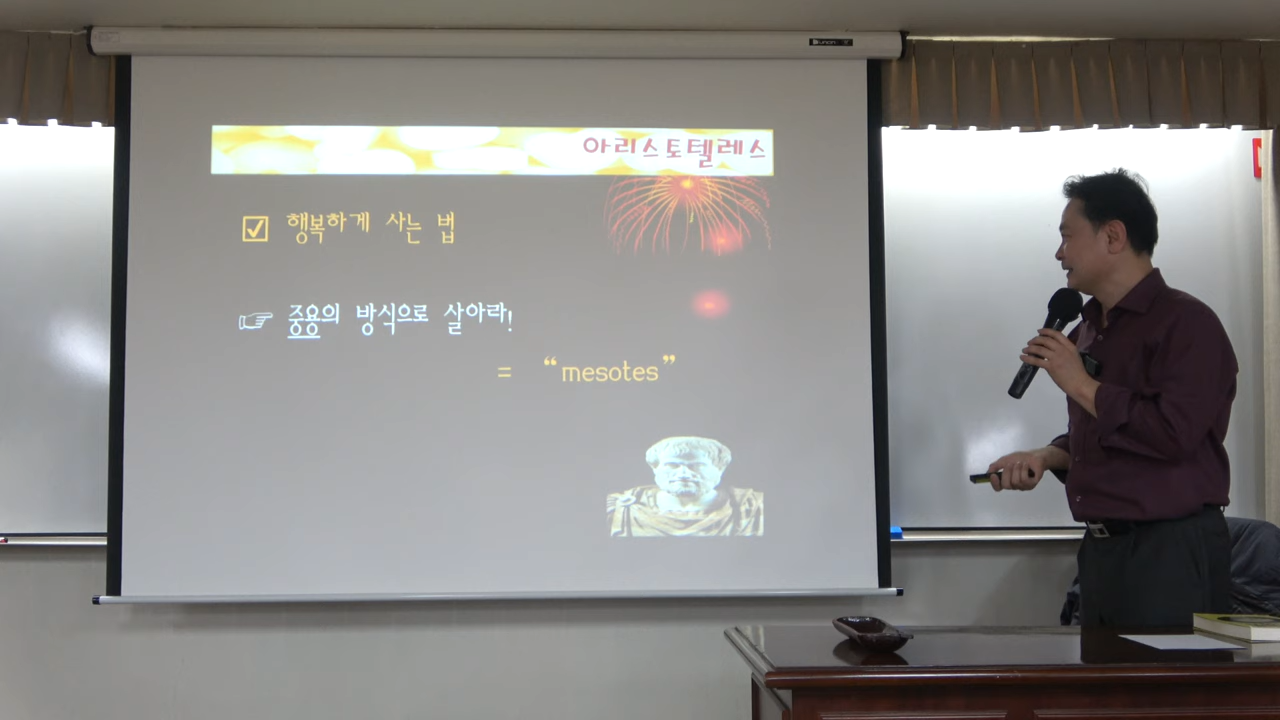 아리스토텔레스
☑ 행복하게 사는 법
☞ 중용의 방식으로 살아라!
= “mesotes”